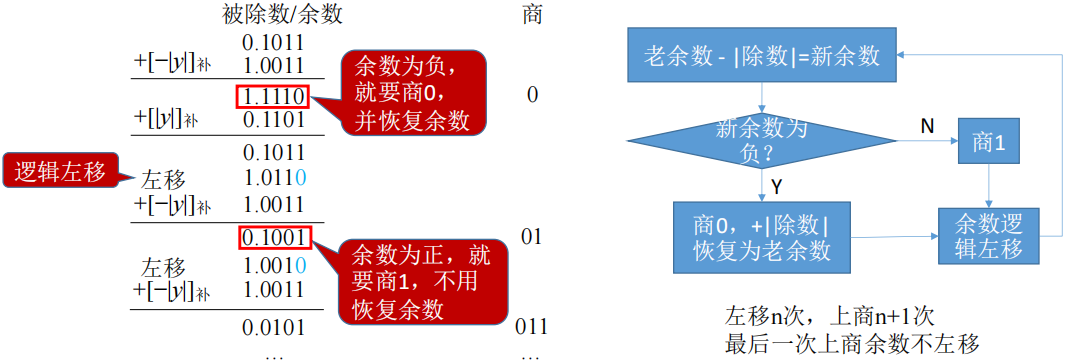 被除数/余数 商
0.1011
+[−|y|]补 1.0011
1.1110 0
+[|y|]补 0.1101
0.1011
左移 1.0110
+[−|y|]补 1.0011
0.1001 01
左移 1.0010
+[−|y|]补 1.0011
0.0101 011
… …
余数为负，
就要商0，
并恢复余数
逻辑左移
余数为正，就
要商1，不用
恢复余数
老余数 - |除数|=新余数
新余数为
负？
N
商1
Y
商0，+|除数|
恢复为老余数
余数逻
辑左移
左移n次，上商n+1次
最后一次上商余数不左移